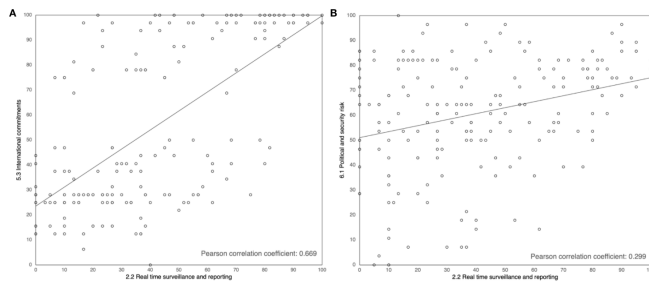 A
100
90
80
70
60
50
40
30
20
10
0
5.3 International commitments
0 10 20 30 40 50 60 70 80 90 100
2.2 Real time surveillance and reporting
Pearson correlation coefficient: 0.669
B
100
90
80
70
60
50
40
30
20
10
0
6.1 Political and security risk
0 10 20 30 40 50 60 70 80 90 100
2.2 Real time surveillance and reporting
Pearson correlation coefficient: 0.299